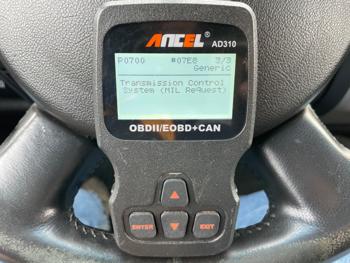 ANCEL®
AD310
P0700 #07E8 3/3
Generic
Transmission Control
System (MIL Request)
OBDII/EOBD+CAN
ENTER EXIT